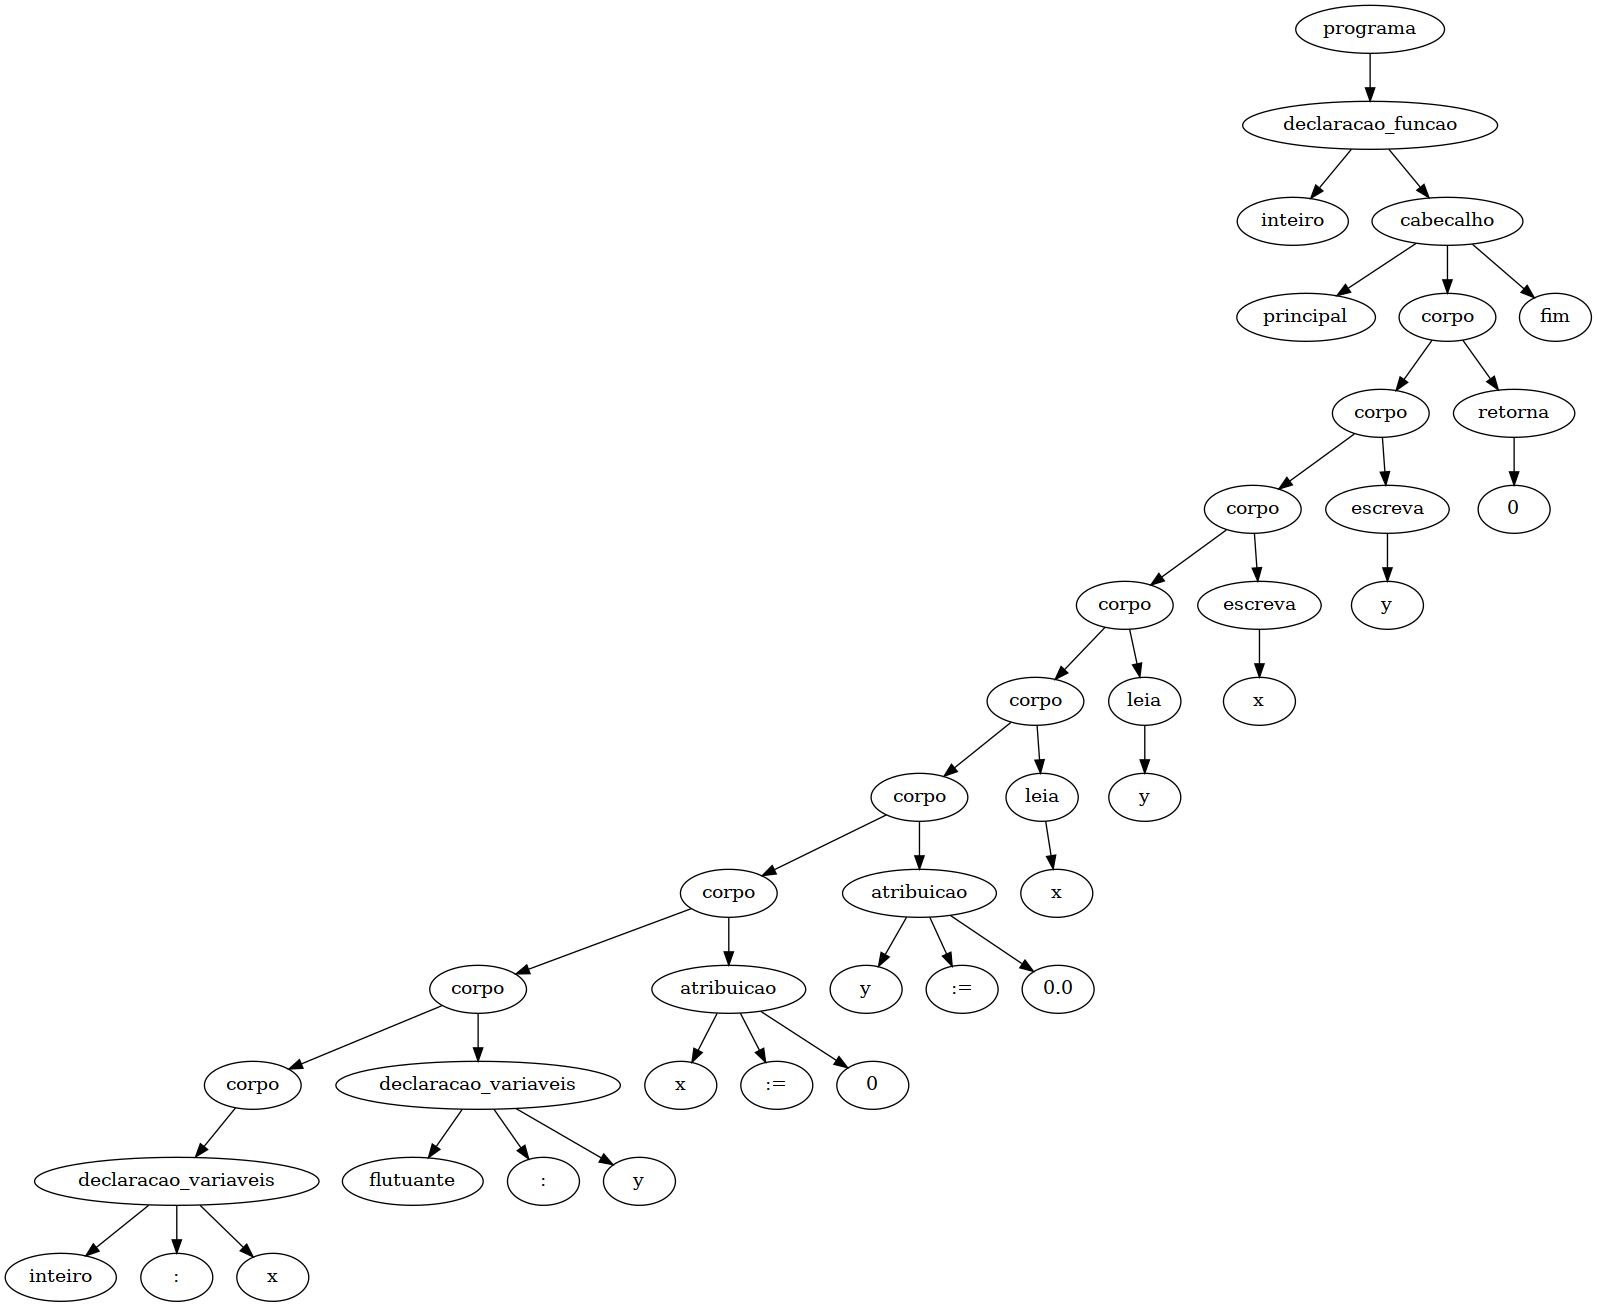 programa
declaracao_funcao
inteiro cabecalho
principal corpo fim
corpo retorna
corpo escreva 0
corpo escreva y
corpo leia x
corpo leia y
corpo atribuicao x
corpo atribuicao y := 0.0
corpo declaracao_variaveis x := 0
declaracao_variaveis flutuante : y
inteiro : x